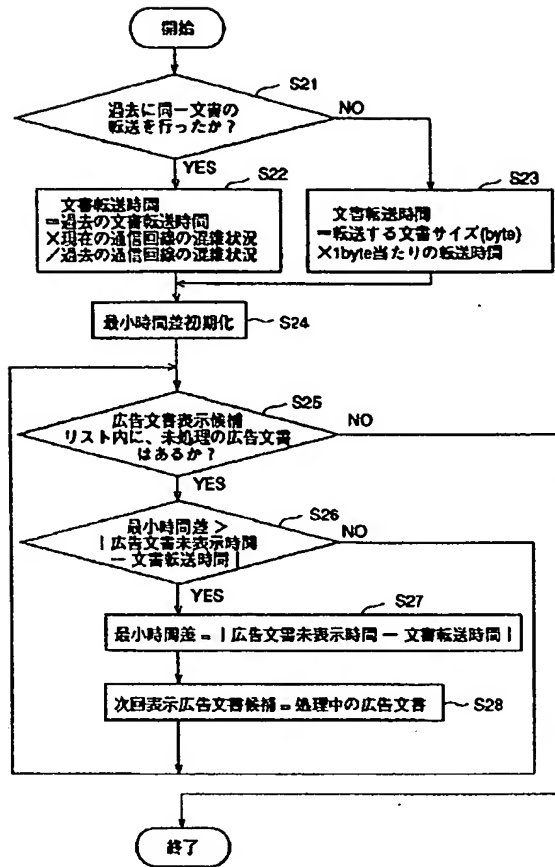 開始
S21
過去に同一文書の
転送を行ったか？
NO
YES
S22
文書転送時間
＝過去の文書転送時間
×現在の通信回線の混雑状況
／過去の通信回線の混雑状況
S23
文書転送時間
＝転送する文書サイズ(byte)
×1byte当たりの転送時間
最小時間差初期化
S24
S25
広告文書表示候補
リスト内に、未処理の広告文書
はあるか？
NO
YES
S26
最小時間差＞
｜広告文書未表示時間
－文書転送時間｜
NO
YES
S27
最小時間差＝｜広告文書未表示時間－文書転送時間｜
次回表示広告文書候補＝処理中の広告文書
S28
終了